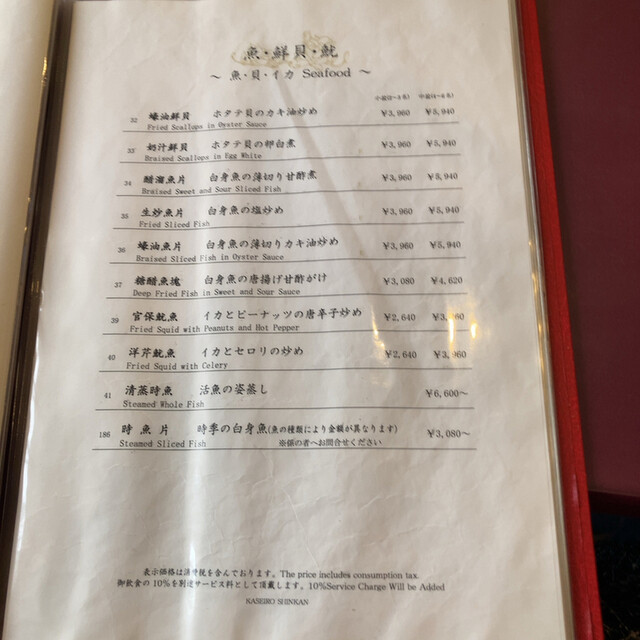 魚・鮮貝・魷
～ 魚・貝・イカ Seafood ～
小皿(2~3名) 中皿(4~6名)
32 蠔油鮮貝 ホタテ貝のカキ油炒め ¥3,960 ¥5,940
Fried Scallops in Oyster Sauce
33 奶汁鮮貝 ホタテ貝の卵白煮 ¥3,960 ¥5,940
Braised Scallops in Egg White
34 醋溜魚片 白身魚の薄切り甘酢煮 ¥3,960 ¥5,940
Braised Sweet and Sour Sliced Fish
35 生炒魚片 白身魚の塩炒め ¥3,960 ¥5,940
Fried Sliced Fish
36 蠔油魚片 白身魚の薄切りカキ油炒め ¥3,960 ¥5,940
Braised Sliced Fish in Oyster Sauce
37 糖醋魚塊 白身魚の唐揚げ甘酢がけ ¥3,080 ¥4,620
Deep Fried Fish in Sweet and Sour Sauce
39 宮保魷魚 イカとピーナッツの唐辛子炒め ¥2,640 ¥3,960
Fried Squid with Peanuts and Hot Pepper
40 洋芹魷魚 イカとセロリの炒め ¥2,640 ¥3,960
Fried Squid with Celery
41 清蒸時魚 活魚の姿蒸し ¥6,600～
Steamed Whole Fish
186 時魚片 時季の白身魚(魚の種類により金額が異なります) ¥3,080～
Steamed Sliced Fish ※係の者へお問合せください
表示価格は消費税を含んでおります。The price includes consumption tax.
御飲食の10%を別途サービス料として頂戴します。10%Service Charge Will be Added
KASEIRO SHINKAN